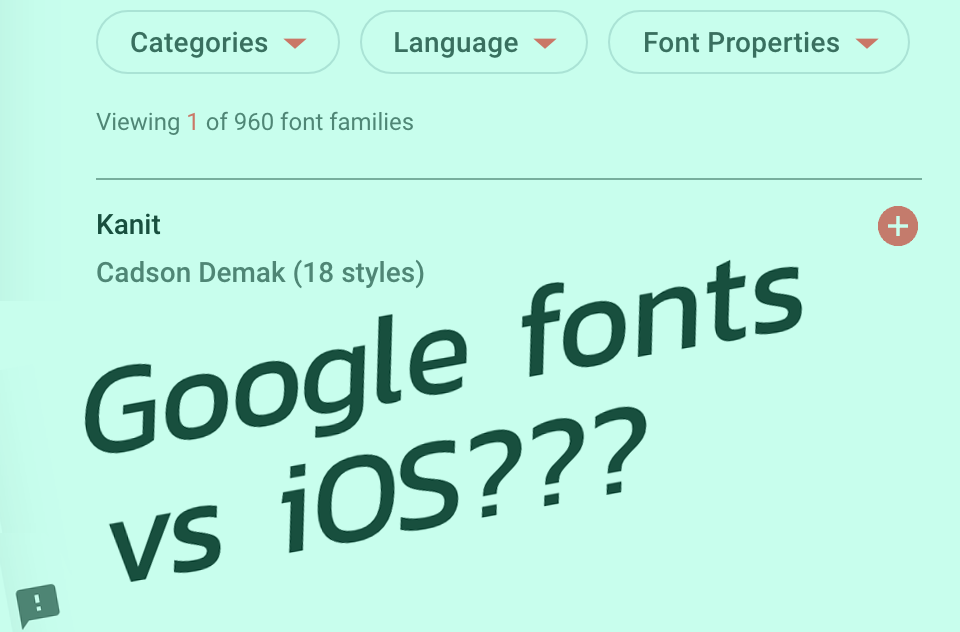 Categories Language Font Properties
Viewing 1 of 960 font families
Kanit
Cadson Demak (18 styles)
Google fonts
vs iOS???